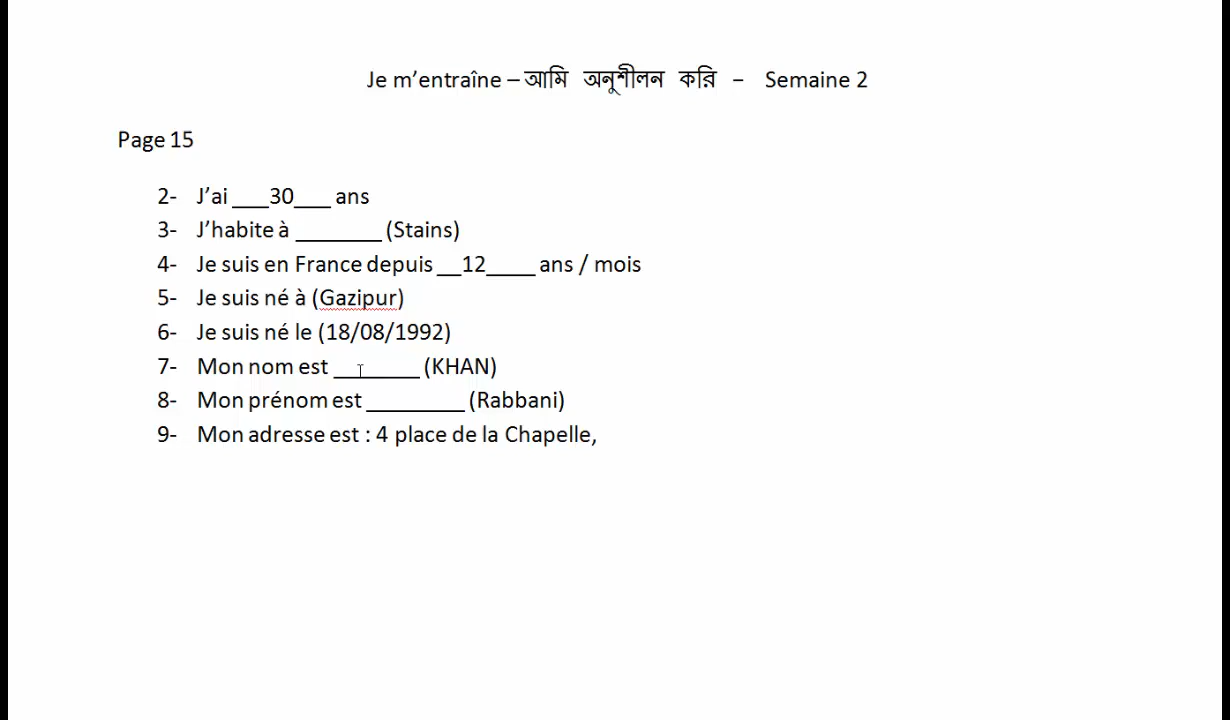 Je m’entraîne – আমি অনুশীলন করি – Semaine 2
Page 15
2- J’ai ___30___ ans
3- J’habite à _______ (Stains)
4- Je suis en France depuis __12____ ans / mois
5- Je suis né à (Gazipur)
6- Je suis né le (18/08/1992)
7- Mon nom est _______ (KHAN)
8- Mon prénom est ________ (Rabbani)
9- Mon adresse est : 4 place de la Chapelle,